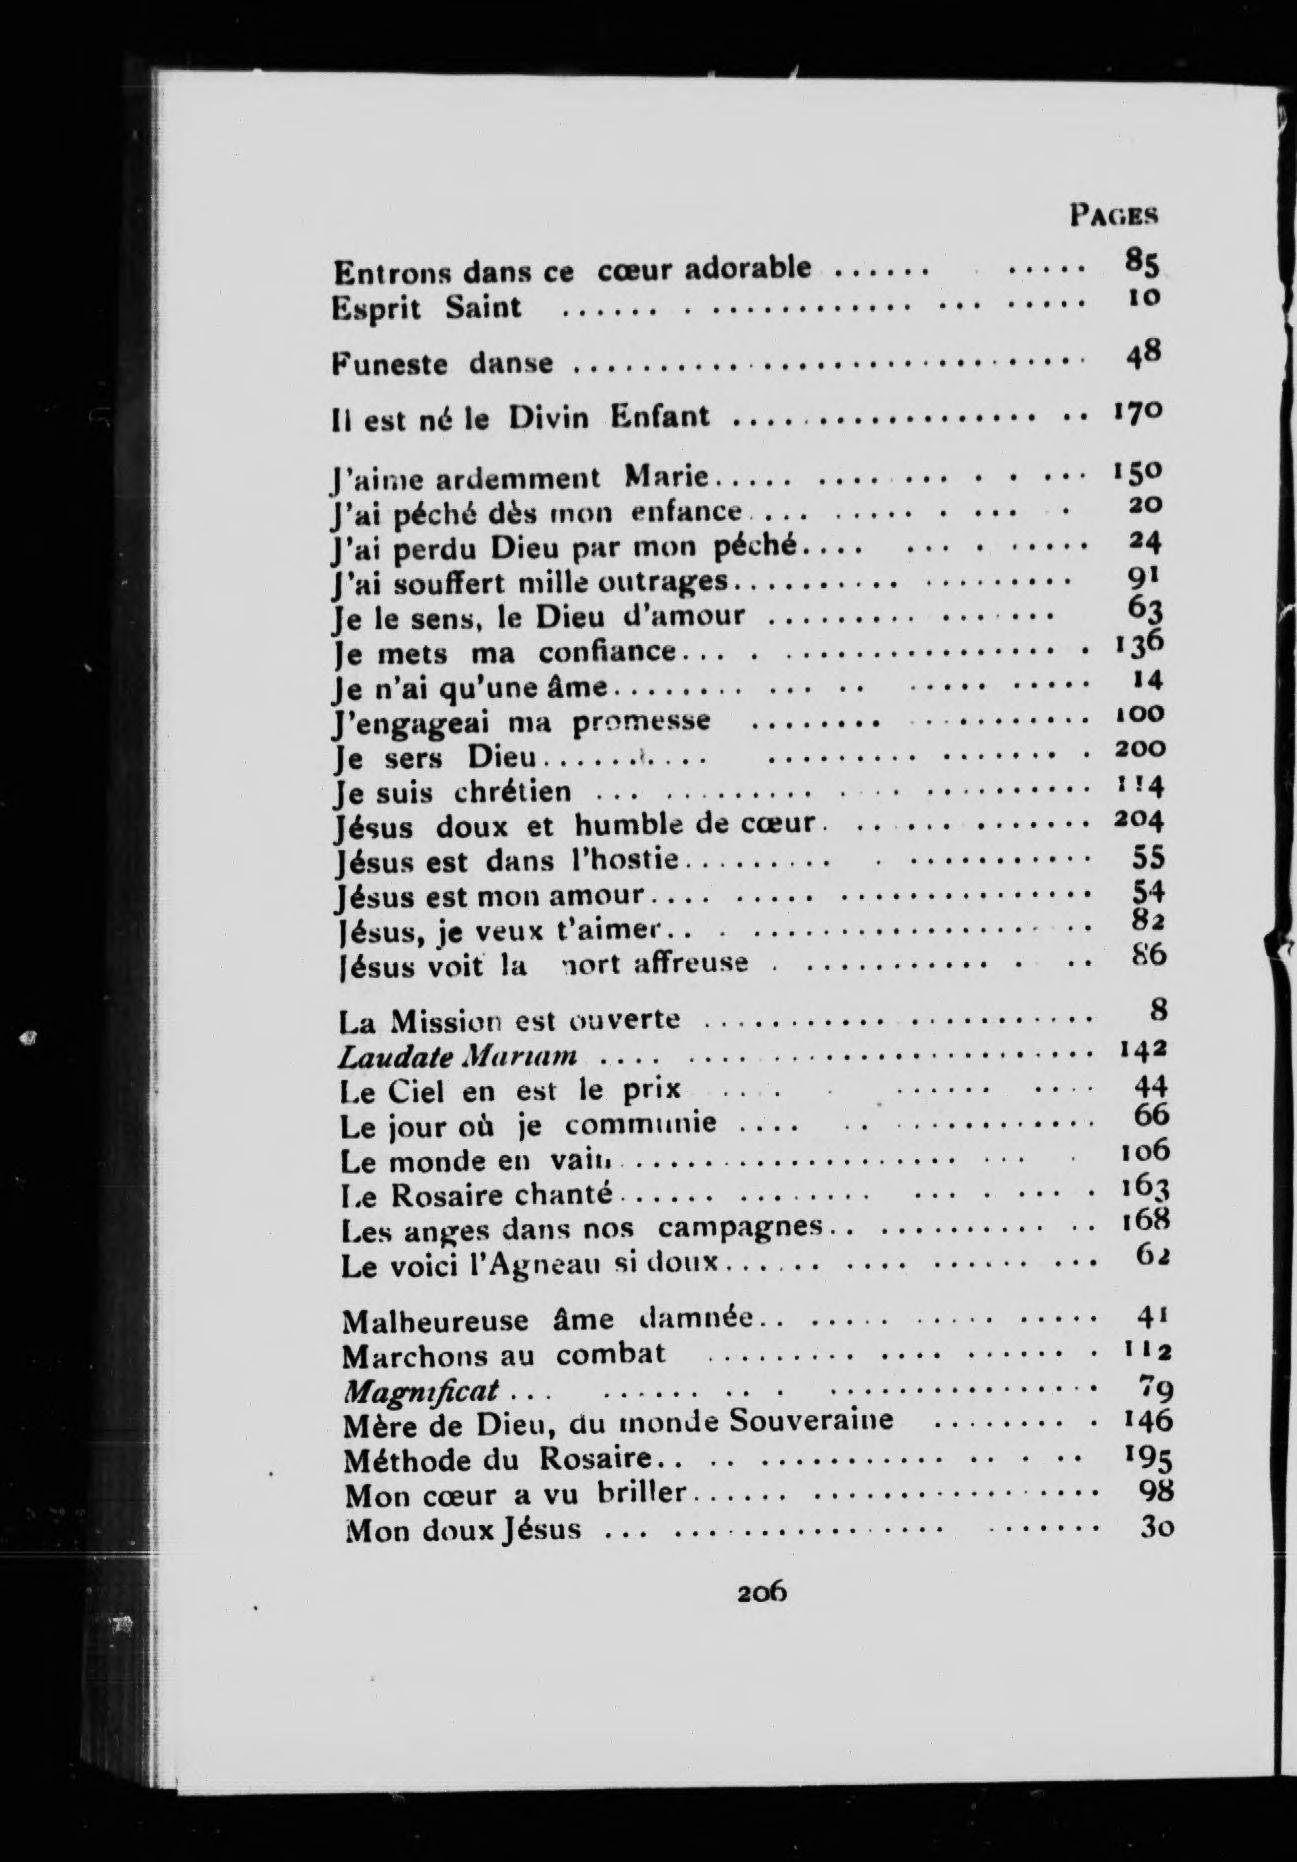 PAGES
Entrons dans ce cœur adorable ........... 85
Esprit Saint ........................... 10
Funeste danse .............................. 48
Il est né le Divin Enfant .................... 170
J'aime ardemment Marie.................. 150
J'ai péché dès mon enfance................ 20
J'ai perdu Dieu par mon péché............. 24
J'ai souffert mille outrages................... 91
Je le sens, le Dieu d'amour ................ 63
Je mets ma confiance...................... 136
Je n'ai qu'une âme....................... 14
J'engageai ma promesse .................. 100
Je sers Dieu............................ 200
Je suis chrétien .......................... 114
Jésus doux et humble de cœur.............. 204
Jésus est dans l'hostie...................... 55
Jésus est mon amour........................ 54
Jésus, je veux t'aimer....................... 82
Jésus voit la mort affreuse ................ 86
La Mission est ouverte ...................... 8
Laudate Mariam ............................ 142
Le Ciel en est le prix .............. 44
Le jour où je communie .................. 66
Le monde en vain........................ 106
Le Rosaire chanté........................ 163
Les anges dans nos campagnes.............. 168
Le voici l'Agneau si doux................... 62
Malheureuse âme damnée.................. 41
Marchons au combat ..................... 112
Magnificat ............................. 79
Mère de Dieu, du monde Souveraine ......... 146
Méthode du Rosaire...................... 195
Mon cœur a vu briller....................... 98
Mon doux Jésus .......................... 30
206